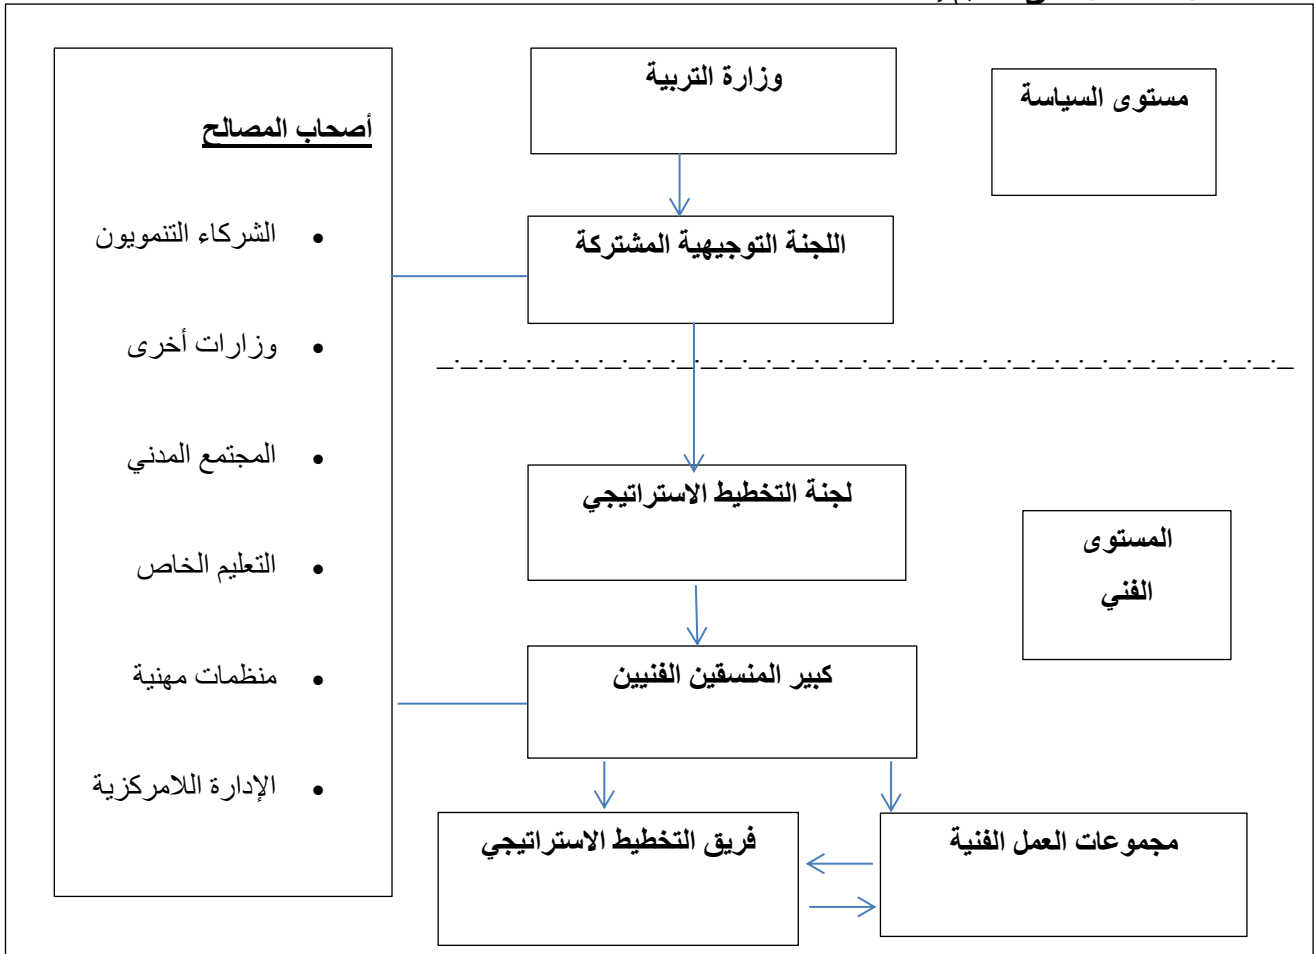 وزارة التربية
مستوى السياسة
أصحاب المصالح
الشركاء التنمويون
اللجنة التوجيهية المشتركة
وزارات أخرى
المجتمع المدني
لجنة التخطيط الاستراتيجي
المستوى
الفني
التعليم الخاص
كبير المنسقين الفنيين
منظمات مهنية
الإدارة اللامركزية
مجموعات العمل الفنية
فريق التخطيط الاستراتيجي